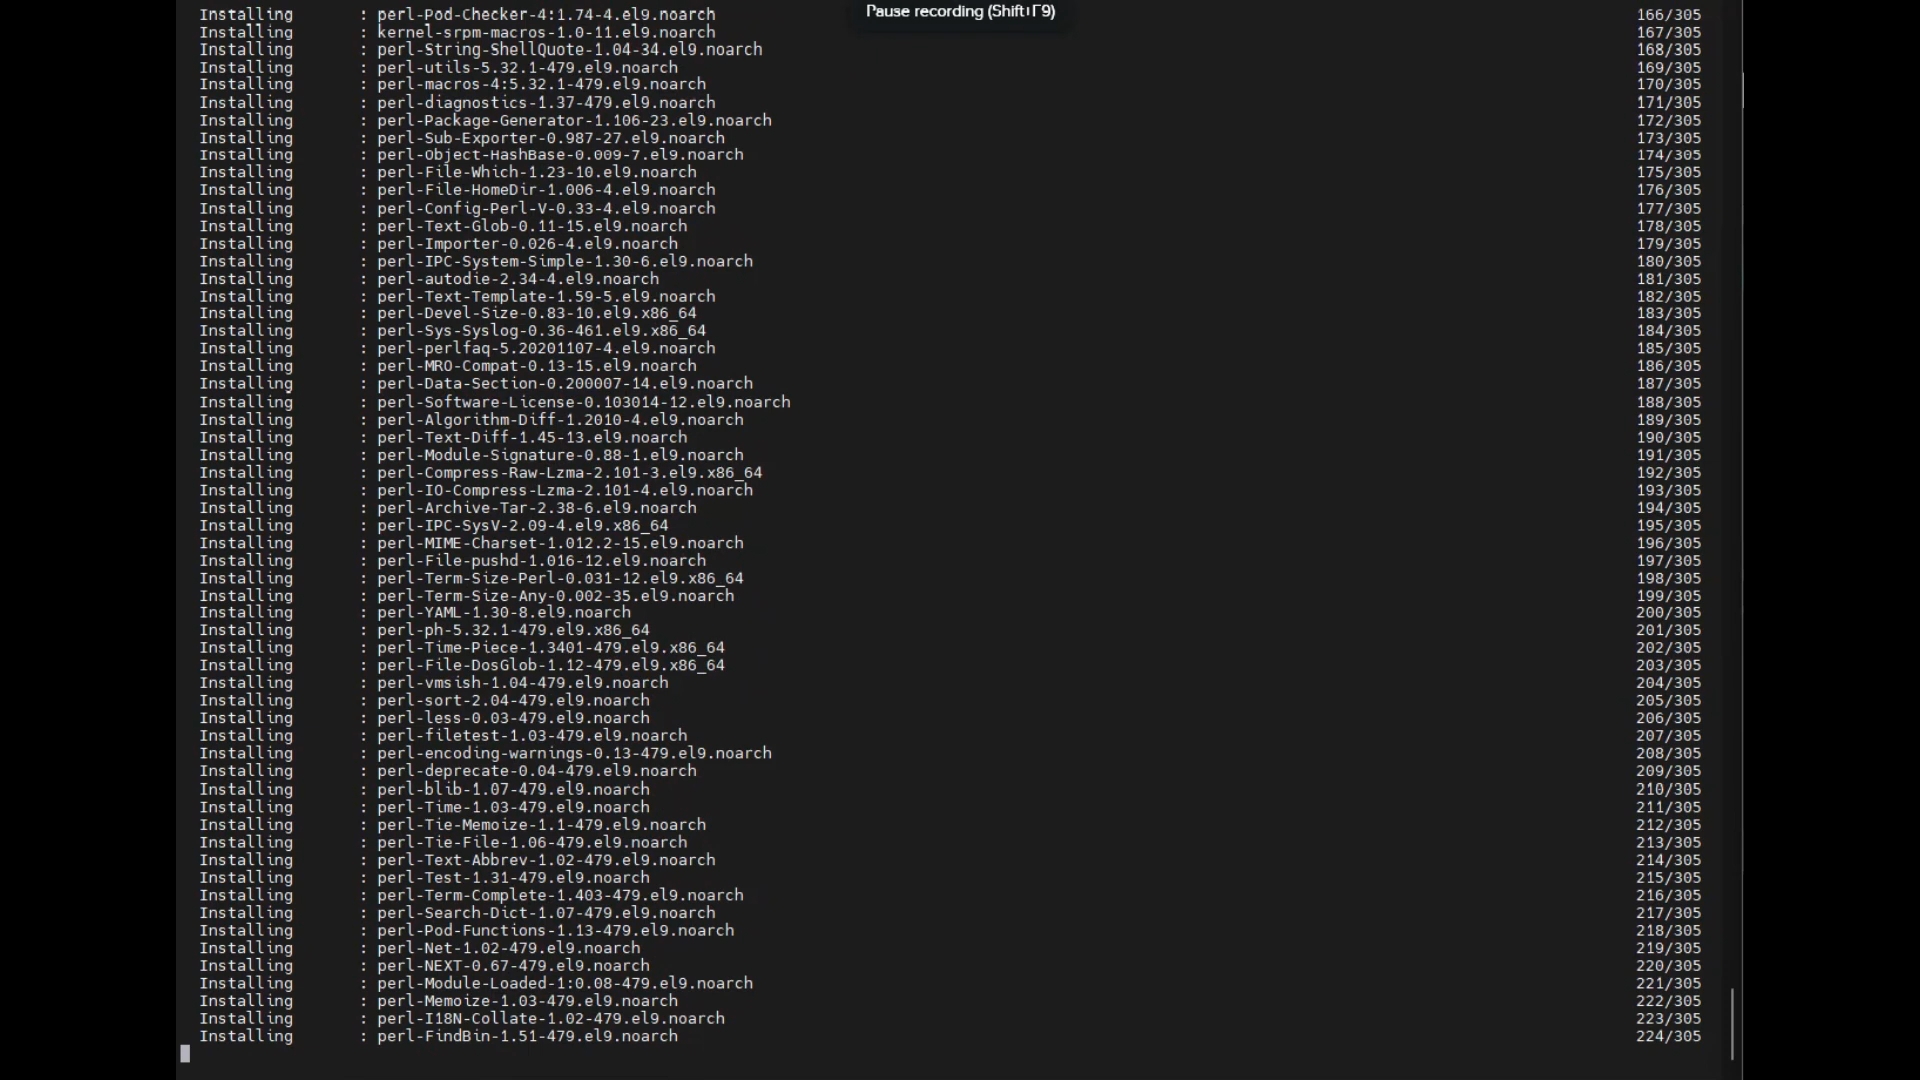 Pause recording (Shift+F9)
Installing : perl-Pod-Checker-4:1.74-4.el9.noarch 166/305
Installing : kernel-srpm-macros-1.0-11.el9.noarch 167/305
Installing : perl-String-ShellQuote-1.04-34.el9.noarch 168/305
Installing : perl-utils-5.32.1-479.el9.noarch 169/305
Installing : perl-macros-4:5.32.1-479.el9.noarch 170/305
Installing : perl-diagnostics-1.37-479.el9.noarch 171/305
Installing : perl-Package-Generator-1.106-23.el9.noarch 172/305
Installing : perl-Sub-Exporter-0.987-27.el9.noarch 173/305
Installing : perl-Object-HashBase-0.009-7.el9.noarch 174/305
Installing : perl-File-Which-1.23-10.el9.noarch 175/305
Installing : perl-File-HomeDir-1.006-4.el9.noarch 176/305
Installing : perl-Config-Perl-V-0.33-4.el9.noarch 177/305
Installing : perl-Text-Glob-0.11-15.el9.noarch 178/305
Installing : perl-Importer-0.026-4.el9.noarch 179/305
Installing : perl-IPC-System-Simple-1.30-6.el9.noarch 180/305
Installing : perl-autodie-2.34-4.el9.noarch 181/305
Installing : perl-Text-Template-1.59-5.el9.noarch 182/305
Installing : perl-Devel-Size-0.83-10.el9.x86_64 183/305
Installing : perl-Sys-Syslog-0.36-461.el9.x86_64 184/305
Installing : perl-perlfaq-5.20201107-4.el9.noarch 185/305
Installing : perl-MRO-Compat-0.13-15.el9.noarch 186/305
Installing : perl-Data-Section-0.200007-14.el9.noarch 187/305
Installing : perl-Software-License-0.103014-12.el9.noarch 188/305
Installing : perl-Algorithm-Diff-1.2010-4.el9.noarch 189/305
Installing : perl-Text-Diff-1.45-13.el9.noarch 190/305
Installing : perl-Module-Signature-0.88-1.el9.noarch 191/305
Installing : perl-Compress-Raw-Lzma-2.101-3.el9.x86_64 192/305
Installing : perl-IO-Compress-Lzma-2.101-4.el9.noarch 193/305
Installing : perl-Archive-Tar-2.38-6.el9.noarch 194/305
Installing : perl-IPC-SysV-2.09-4.el9.x86_64 195/305
Installing : perl-MIME-Charset-1.012.2-15.el9.noarch 196/305
Installing : perl-File-pushd-1.016-12.el9.noarch 197/305
Installing : perl-Term-Size-Perl-0.031-12.el9.x86_64 198/305
Installing : perl-Term-Size-Any-0.002-35.el9.noarch 199/305
Installing : perl-YAML-1.30-8.el9.noarch 200/305
Installing : perl-ph-5.32.1-479.el9.x86_64 201/305
Installing : perl-Time-Piece-1.3401-479.el9.x86_64 202/305
Installing : perl-File-DosGlob-1.12-479.el9.x86_64 203/305
Installing : perl-vmsish-1.04-479.el9.noarch 204/305
Installing : perl-sort-2.04-479.el9.noarch 205/305
Installing : perl-less-0.03-479.el9.noarch 206/305
Installing : perl-filetest-1.03-479.el9.noarch 207/305
Installing : perl-encoding-warnings-0.13-479.el9.noarch 208/305
Installing : perl-deprecate-0.04-479.el9.noarch 209/305
Installing : perl-blib-1.07-479.el9.noarch 210/305
Installing : perl-Time-1.03-479.el9.noarch 211/305
Installing : perl-Tie-Memoize-1.1-479.el9.noarch 212/305
Installing : perl-Tie-File-1.06-479.el9.noarch 213/305
Installing : perl-Text-Abbrev-1.02-479.el9.noarch 214/305
Installing : perl-Test-1.31-479.el9.noarch 215/305
Installing : perl-Term-Complete-1.403-479.el9.noarch 216/305
Installing : perl-Search-Dict-1.07-479.el9.noarch 217/305
Installing : perl-Pod-Functions-1.13-479.el9.noarch 218/305
Installing : perl-Net-1.02-479.el9.noarch 219/305
Installing : perl-NEXT-0.67-479.el9.noarch 220/305
Installing : perl-Module-Loaded-1:0.08-479.el9.noarch 221/305
Installing : perl-Memoize-1.03-479.el9.noarch 222/305
Installing : perl-I18N-Collate-1.02-479.el9.noarch 223/305
Installing : perl-FindBin-1.51-479.el9.noarch 224/305